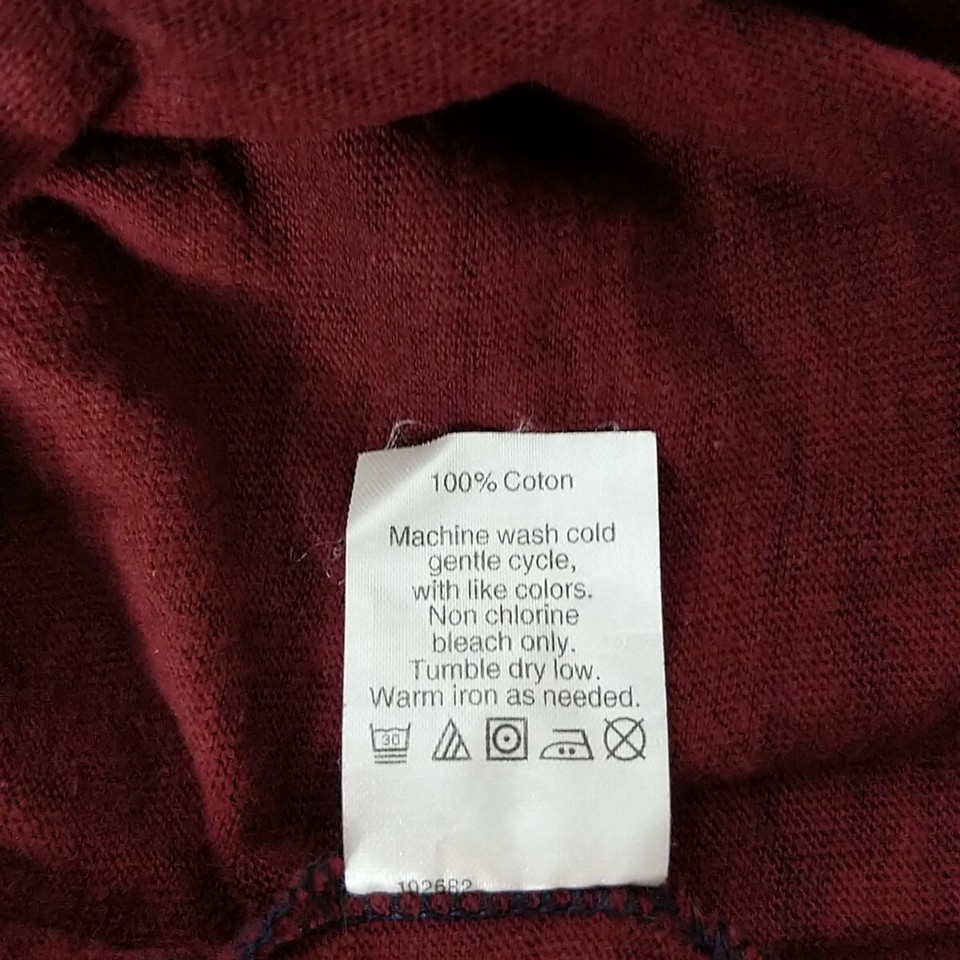 100% Coton
Machine wash cold
gentle cycle,
with like colors.
Non chlorine
bleach only.
Tumble dry low.
Warm iron as needed.
30
102682